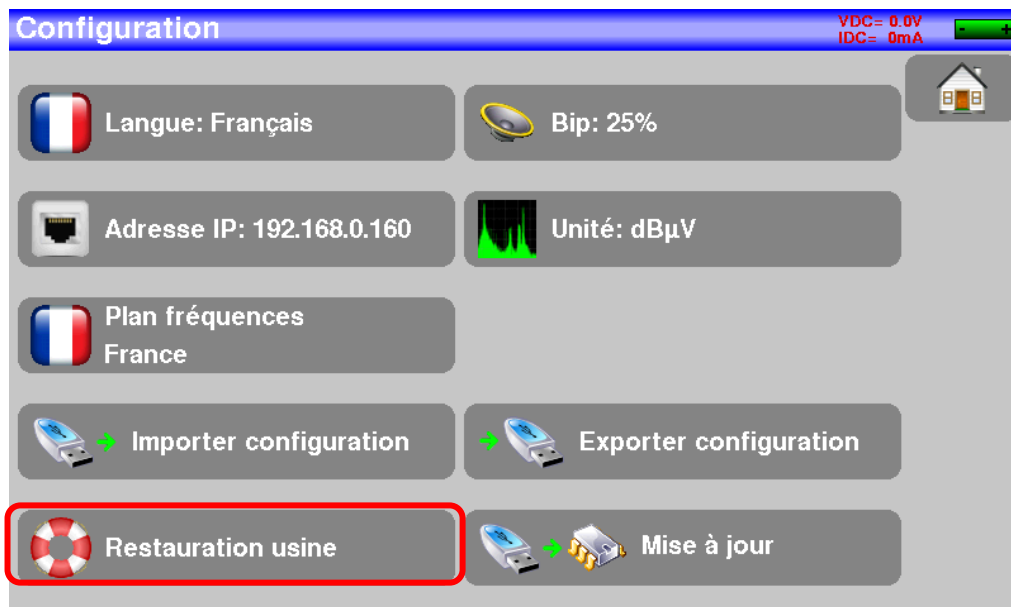 Configuration
VDC= 0.0V
IDC= 0mA
- +
Langue: Français
Bip: 25%
Adresse IP: 192.168.0.160
Unité: dBµV
Plan fréquences
France
Importer configuration
Exporter configuration
Restauration usine
Mise à jour